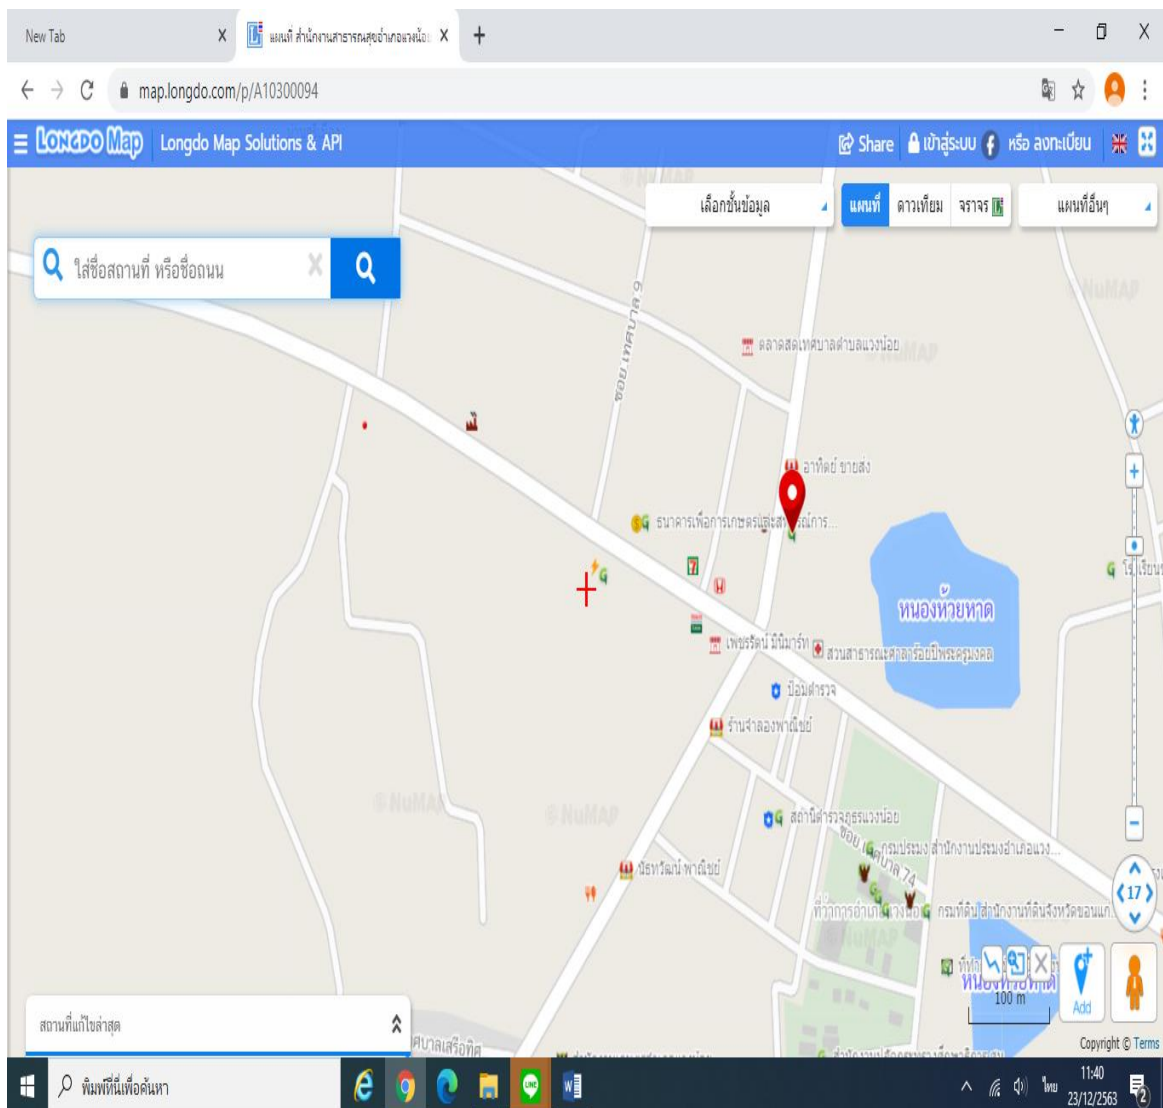 New Tab
แผนที่ สำนักงานสาธารณสุขอำเภอแวงน้อย
map.longdo.com/p/A10300094
LONGDO Map
Longdo Map Solutions & API
Share
เข้าสู่ระบบ
หรือ ลงทะเบียน
เลือกชั้นข้อมูล
แผนที่
ดาวเทียม
จราจร
แผนที่อื่นๆ
ใส่ชื่อสถานที่ หรือชื่อถนน
© NuMAP
ซอย เทศบาล 9
ตลาดสดเทศบาลตำบลแวงน้อย
อาทิตย์ ขายส่ง
ธนาคารเพื่อการเกษตรและสหกรณ์การ...
7
H
หนองห้วยหาด
เพชรรัตน์ มินิมาร์ท
สวนสาธารณะศาลาร้อยปีพระครูมงคล
ป้อมตำรวจ
ร้านจำลองพาณิชย์
© NuMAP
© NuMAP
สถานีตำรวจภูธรแวงน้อย
ซอย เทศบาล 74
กรมประมง สำนักงานประมงอำเภอแวง...
นัธทวัฒน์ พาณิชย์
ที่ว่าการอำเภอแวงน้อย
กรมที่ดิน สำนักงานที่ดินจังหวัดขอนแก่...
17
100 m
Add
สถานที่แก้ไขล่าสุด
Copyright © Terms
พิมพ์ที่นี่เพื่อค้นหา
LINE
ไทย
11:40
23/12/2563
2